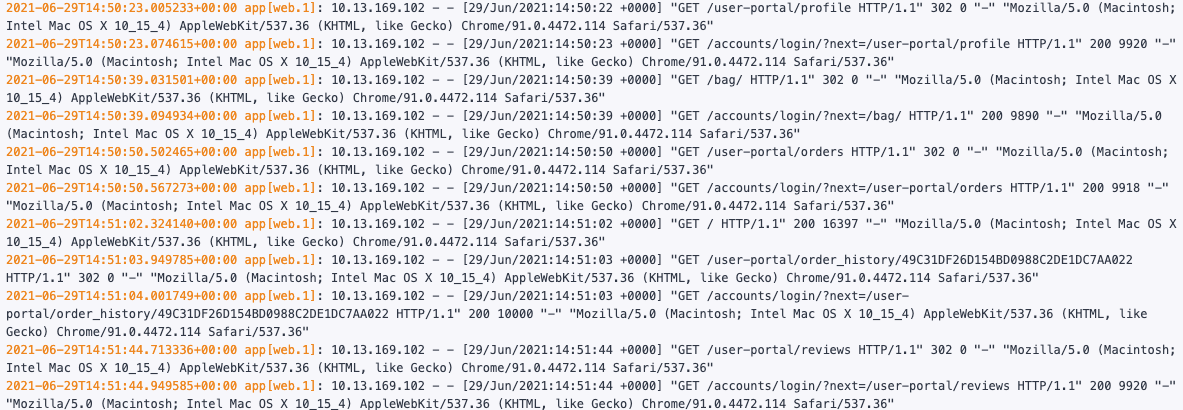 2021-06-29T14:50:23.005233+00:00 app[web.1]: 10.13.169.102 - - [29/Jun/2021:14:50:22 +0000] "GET /user-portal/profile HTTP/1.1" 302 0 "-" "Mozilla/5.0 (Macintosh;
Intel Mac OS X 10_15_4) AppleWebKit/537.36 (KHTML, like Gecko) Chrome/91.0.4472.114 Safari/537.36"
2021-06-29T14:50:23.074615+00:00 app[web.1]: 10.13.169.102 - - [29/Jun/2021:14:50:23 +0000] "GET /accounts/login/?next=/user-portal/profile HTTP/1.1" 200 9920 "-"
"Mozilla/5.0 (Macintosh; Intel Mac OS X 10_15_4) AppleWebKit/537.36 (KHTML, like Gecko) Chrome/91.0.4472.114 Safari/537.36"
2021-06-29T14:50:39.031501+00:00 app[web.1]: 10.13.169.102 - - [29/Jun/2021:14:50:39 +0000] "GET /bag/ HTTP/1.1" 302 0 "-" "Mozilla/5.0 (Macintosh; Intel Mac OS X
10_15_4) AppleWebKit/537.36 (KHTML, like Gecko) Chrome/91.0.4472.114 Safari/537.36"
2021-06-29T14:50:39.094934+00:00 app[web.1]: 10.13.169.102 - - [29/Jun/2021:14:50:39 +0000] "GET /accounts/login/?next=/bag/ HTTP/1.1" 200 9890 "-" "Mozilla/5.0
(Macintosh; Intel Mac OS X 10_15_4) AppleWebKit/537.36 (KHTML, like Gecko) Chrome/91.0.4472.114 Safari/537.36"
2021-06-29T14:50:50.502465+00:00 app[web.1]: 10.13.169.102 - - [29/Jun/2021:14:50:50 +0000] "GET /user-portal/orders HTTP/1.1" 302 0 "-" "Mozilla/5.0 (Macintosh;
Intel Mac OS X 10_15_4) AppleWebKit/537.36 (KHTML, like Gecko) Chrome/91.0.4472.114 Safari/537.36"
2021-06-29T14:50:50.567273+00:00 app[web.1]: 10.13.169.102 - - [29/Jun/2021:14:50:50 +0000] "GET /accounts/login/?next=/user-portal/orders HTTP/1.1" 200 9918 "-"
"Mozilla/5.0 (Macintosh; Intel Mac OS X 10_15_4) AppleWebKit/537.36 (KHTML, like Gecko) Chrome/91.0.4472.114 Safari/537.36"
2021-06-29T14:51:02.324140+00:00 app[web.1]: 10.13.169.102 - - [29/Jun/2021:14:51:02 +0000] "GET / HTTP/1.1" 200 16397 "-" "Mozilla/5.0 (Macintosh; Intel Mac OS X
10_15_4) AppleWebKit/537.36 (KHTML, like Gecko) Chrome/91.0.4472.114 Safari/537.36"
2021-06-29T14:51:03.949785+00:00 app[web.1]: 10.13.169.102 - - [29/Jun/2021:14:51:03 +0000] "GET /user-portal/order_history/49C31DF26D154BD0988C2DE1DC7AA022
HTTP/1.1" 302 0 "-" "Mozilla/5.0 (Macintosh; Intel Mac OS X 10_15_4) AppleWebKit/537.36 (KHTML, like Gecko) Chrome/91.0.4472.114 Safari/537.36"
2021-06-29T14:51:04.001749+00:00 app[web.1]: 10.13.169.102 - - [29/Jun/2021:14:51:03 +0000] "GET /accounts/login/?next=/user-
portal/order_history/49C31DF26D154BD0988C2DE1DC7AA022 HTTP/1.1" 200 10000 "-" "Mozilla/5.0 (Macintosh; Intel Mac OS X 10_15_4) AppleWebKit/537.36 (KHTML, like
Gecko) Chrome/91.0.4472.114 Safari/537.36"
2021-06-29T14:51:44.713336+00:00 app[web.1]: 10.13.169.102 - - [29/Jun/2021:14:51:44 +0000] "GET /user-portal/reviews HTTP/1.1" 302 0 "-" "Mozilla/5.0 (Macintosh;
Intel Mac OS X 10_15_4) AppleWebKit/537.36 (KHTML, like Gecko) Chrome/91.0.4472.114 Safari/537.36"
2021-06-29T14:51:44.949585+00:00 app[web.1]: 10.13.169.102 - - [29/Jun/2021:14:51:44 +0000] "GET /accounts/login/?next=/user-portal/reviews HTTP/1.1" 200 9920 "-"
"Mozilla/5.0 (Macintosh; Intel Mac OS X 10_15_4) AppleWebKit/537.36 (KHTML, like Gecko) Chrome/91.0.4472.114 Safari/537.36"